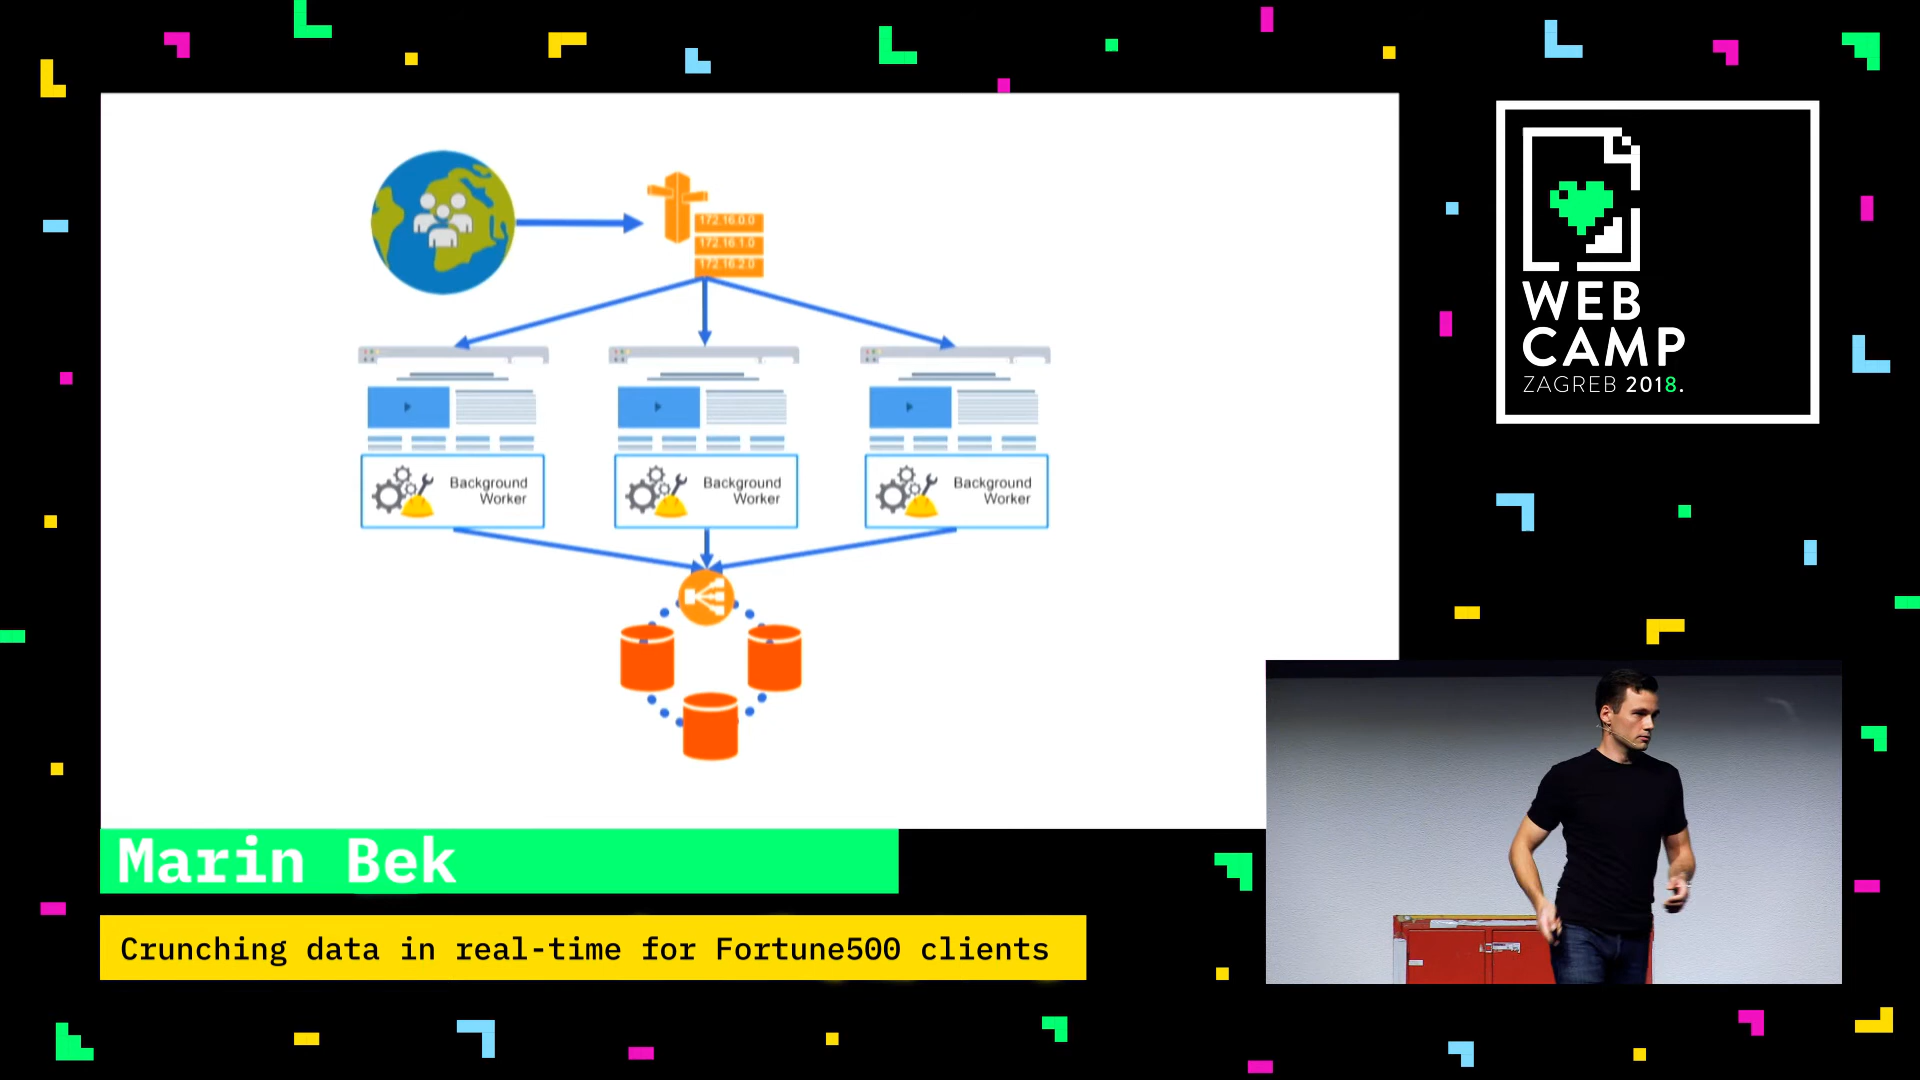 172.16.0.0
172.16.1.0
172.16.2.0
Background
Worker
Background
Worker
Background
Worker
WEB
CAMP
ZAGREB 2018.
Marin Bek
Crunching data in real-time for Fortune500 clients